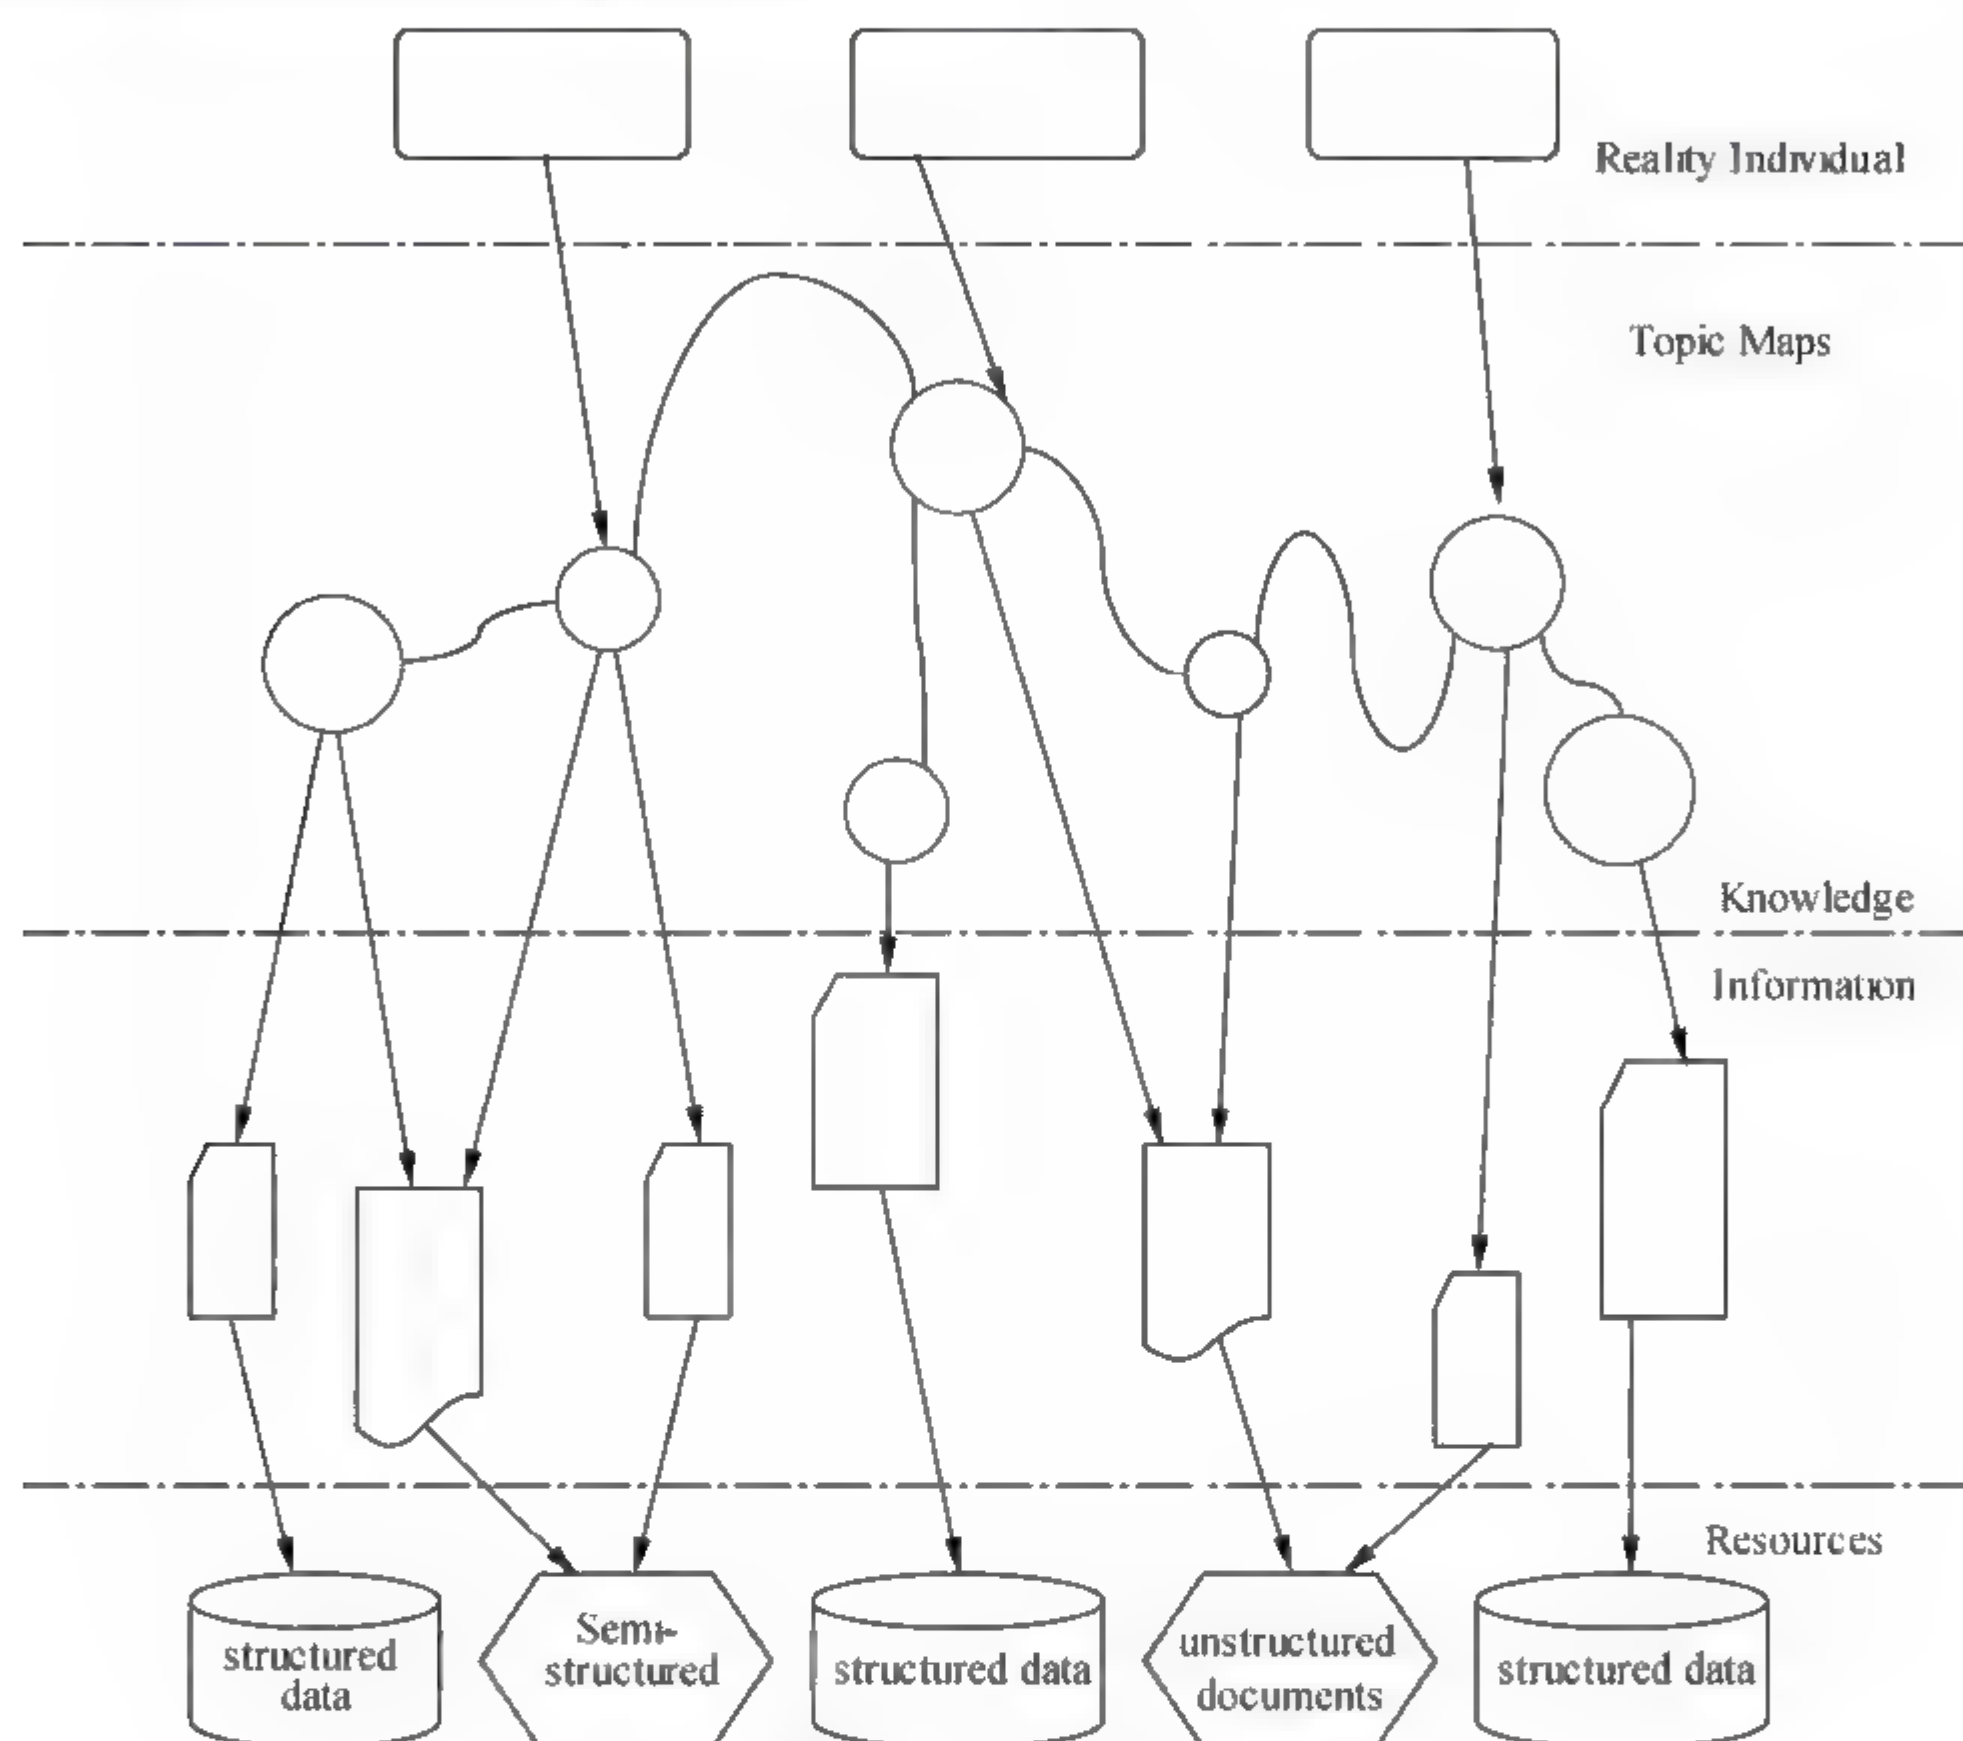 Reality Individual
Topic Maps
Knowledge
Information
Resources
structured
data
Semi-
structured
structured data
unstructured
documents
structured data